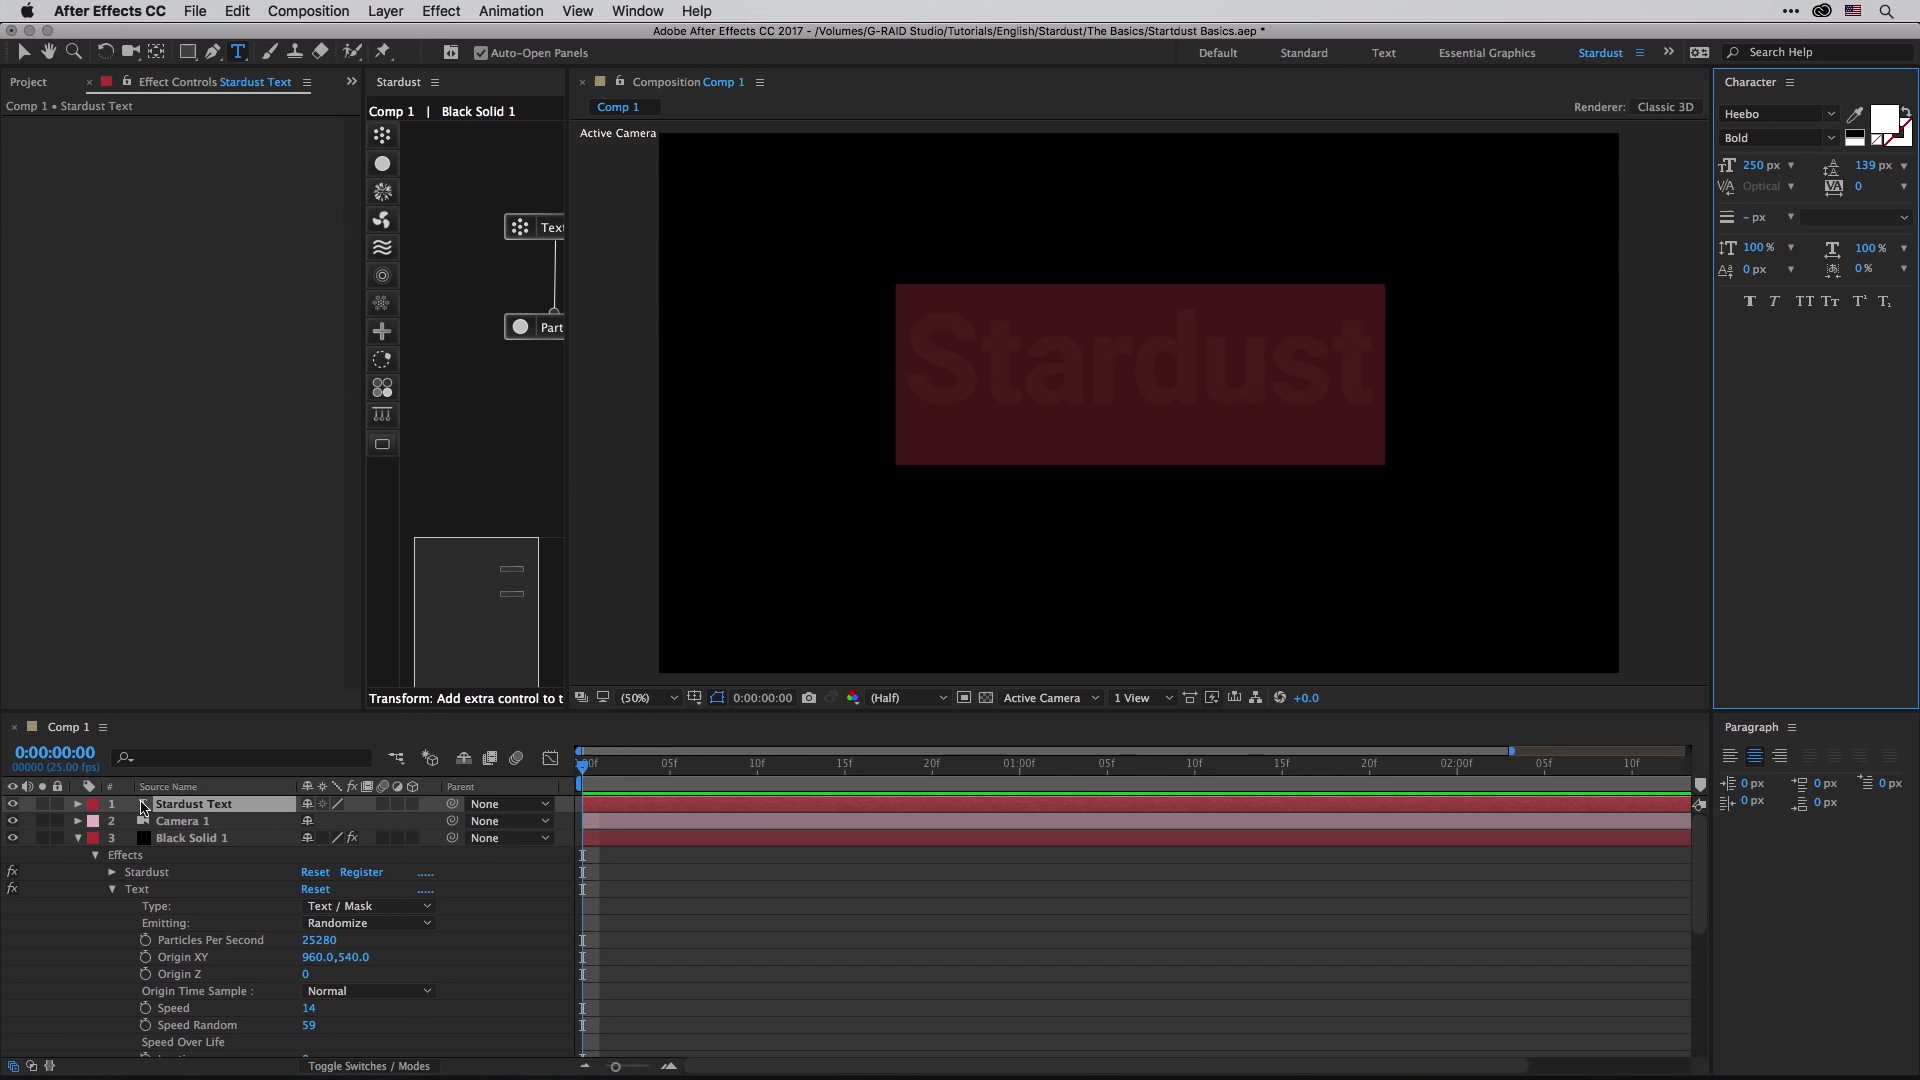 After Effects CC File Edit Composition Layer Effect Animation View Window Help
Adobe After Effects CC 2017 - /Volumes/G-RAID Studio/Tutorials/English/Stardust/The Basics/Startdust Basics.aep *
Auto-Open Panels Default Standard Text Essential Graphics Stardust Search Help
Project Effect Controls Stardust Text Stardust Composition Comp 1 Character
Comp 1 • Stardust Text
Comp 1 | Black Solid 1
Comp 1 Renderer: Classic 3D
Active Camera
Heebo
Bold
250 px 139 px
Optical 0
- px
100 % 100 %
0 px 0 %
T T TT Tт T¹ T₁
Text
Part
Stardust
Transform: Add extra control to t
(50%) 0:00:00:00 (Half) Active Camera 1 View +0.0
Comp 1
Paragraph
0:00:00:00
00000 (25.00 fps)
05f 10f 15f 20f 01:00f 05f 10f 15f 20f 02:00f 05f 10f
0 px 0 px 0 px
0 px 0 px
# Source Name Parent
1 Stardust Text None
2 Camera 1 None
3 Black Solid 1 fx None
Effects
fx Stardust Reset Register .....
fx Text Reset .....
Type: Text / Mask
Emitting: Randomize
Particles Per Second 25280
Origin XY 960.0,540.0
Origin Z 0
Origin Time Sample : Normal
Speed 14
Speed Random 59
Speed Over Life
Toggle Switches / Modes